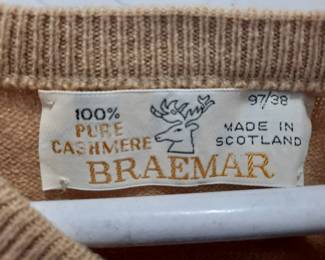 100%
PURE
CASHMERE
97/38
MADE IN
SCOTLAND
BRAEMAR